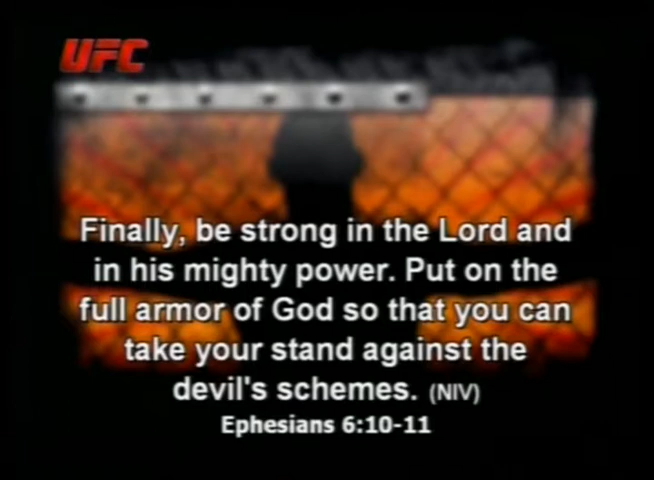 UFC
Finally, be strong in the Lord and
in his mighty power. Put on the
full armor of God so that you can
take your stand against the
devil's schemes. (NIV)
Ephesians 6:10-11